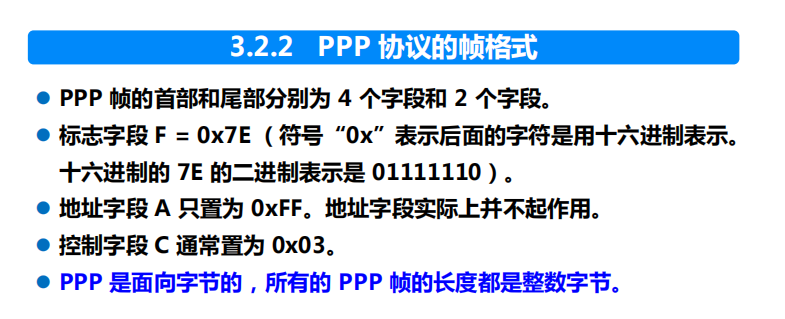 3.2.2 PPP 协议的帧格式
● PPP 帧的首部和尾部分别为 4 个字段和 2 个字段。
● 标志字段 F = 0x7E（符号“0x”表示后面的字符是用十六进制表示。
十六进制的 7E 的二进制表示是 01111110）。
● 地址字段 A 只置为 0xFF。地址字段实际上并不起作用。
● 控制字段 C 通常置为 0x03。
● PPP 是面向字节的，所有的 PPP 帧的长度都是整数字节。